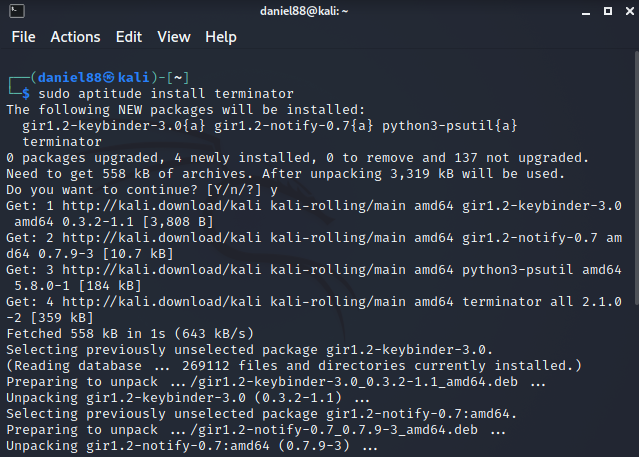 daniel88@kali: ~
File Actions Edit View Help
┌──(daniel88㉿kali)-[~]
└─$ sudo aptitude install terminator
The following NEW packages will be installed:
  gir1.2-keybinder-3.0{a} gir1.2-notify-0.7{a} python3-psutil{a}
  terminator
0 packages upgraded, 4 newly installed, 0 to remove and 137 not upgraded.
Need to get 558 kB of archives. After unpacking 3,319 kB will be used.
Do you want to continue? [Y/n/?] y
Get: 1 http://kali.download/kali kali-rolling/main amd64 gir1.2-keybinder-3.0
 amd64 0.3.2-1.1 [3,808 B]
Get: 2 http://kali.download/kali kali-rolling/main amd64 gir1.2-notify-0.7 am
d64 0.7.9-3 [10.7 kB]
Get: 3 http://kali.download/kali kali-rolling/main amd64 python3-psutil amd64
 5.8.0-1 [184 kB]
Get: 4 http://kali.download/kali kali-rolling/main amd64 terminator all 2.1.0
-2 [359 kB]
Fetched 558 kB in 1s (643 kB/s)
Selecting previously unselected package gir1.2-keybinder-3.0.
(Reading database ... 269112 files and directories currently installed.)
Preparing to unpack .../gir1.2-keybinder-3.0_0.3.2-1.1_amd64.deb ...
Unpacking gir1.2-keybinder-3.0 (0.3.2-1.1) ...
Selecting previously unselected package gir1.2-notify-0.7:amd64.
Preparing to unpack .../gir1.2-notify-0.7_0.7.9-3_amd64.deb ...
Unpacking gir1.2-notify-0.7:amd64 (0.7.9-3) ...